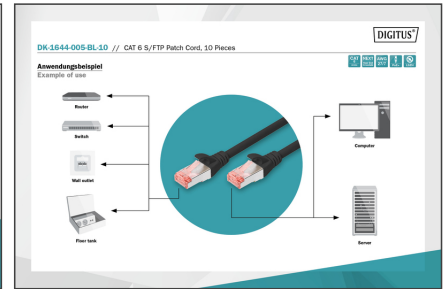 DIGITUS®
DK-1644-005-BL-10 // CAT 6 S/FTP Patch Cord, 10 Pieces
Anwendungsbeispiel
Example of use
Router
Switch
Wall outlet
Floor tank
Computer
Server